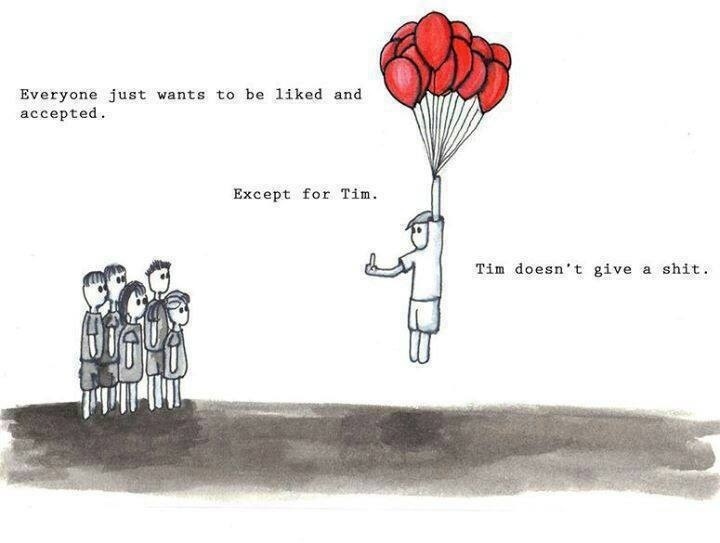 Everyone just wants to be liked and
accepted.
Except for Tim.
Tim doesn't give a shit.